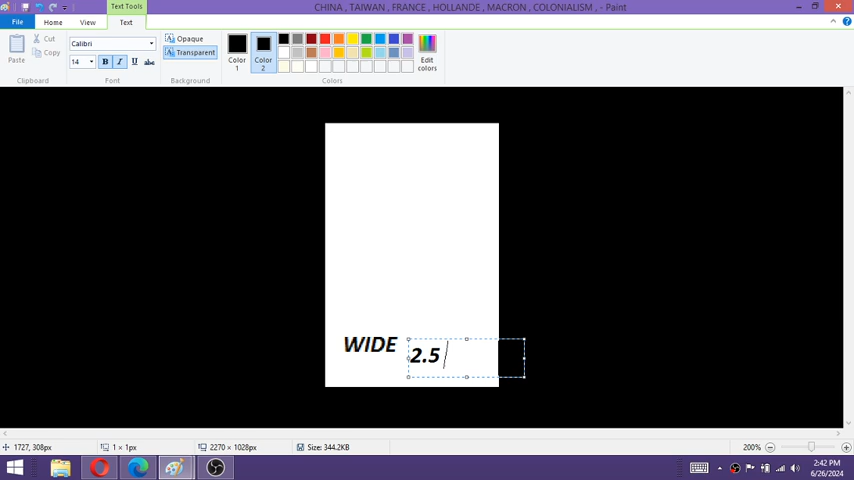 CHINA , TAIWAN , FRANCE , HOLLANDE , MACRON , COLONIALISM , - Paint
Text Tools
File
Home
View
Text
Paste
Cut
Copy
Clipboard
Calibri
14
B I U abc
Font
Opaque
Transparent
Background
Color 1
Color 2
Edit colors
Colors
WIDE 2.5
1727, 308px
1 × 1px
2270 × 1028px
Size: 344.2KB
200%
2:42 PM
6/26/2024